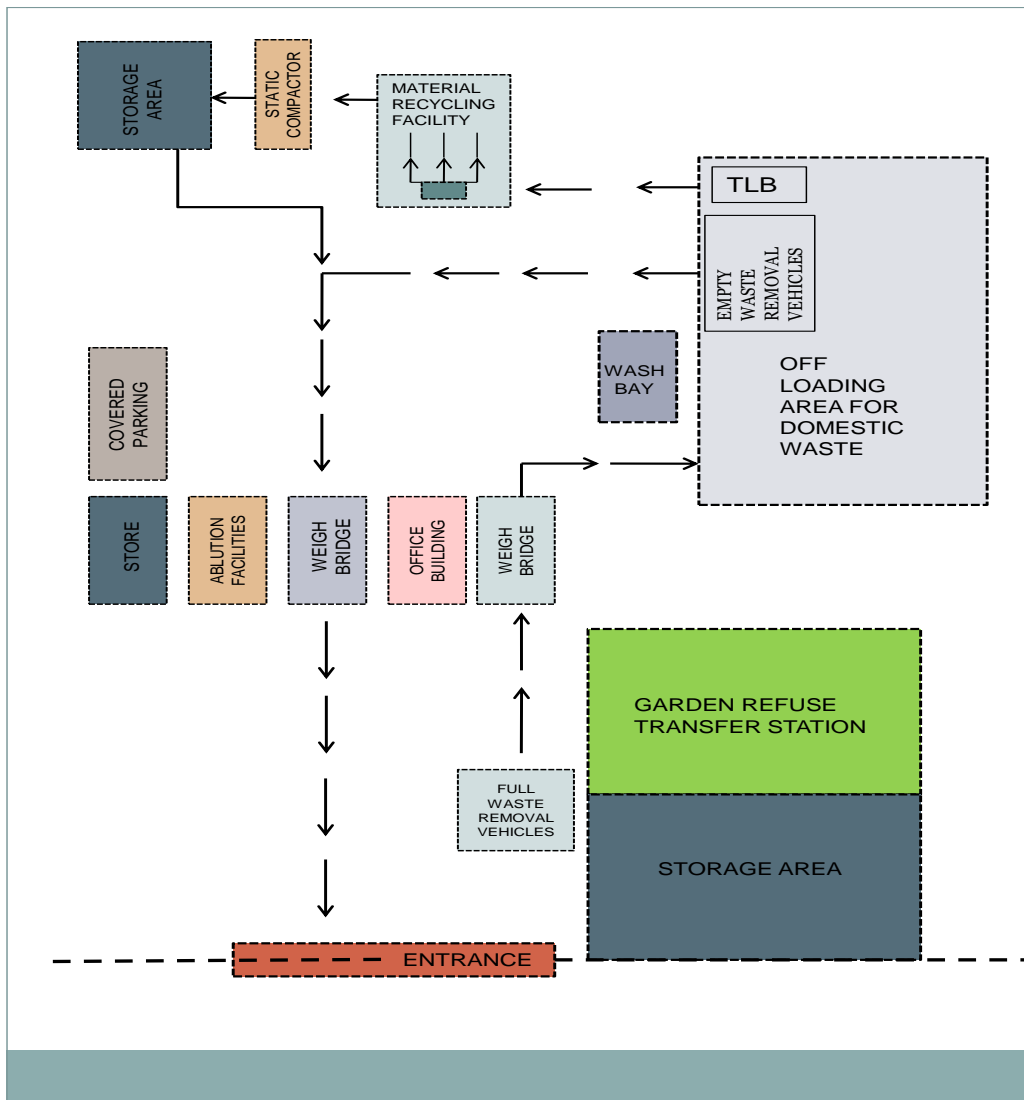 STORAGE
AREA
STATIC
COMPACTOR
MATERIAL
RECYCLING
FACILITY
TLB
EMPTY
WASTE
REMOVAL
VEHICLES
WASH
BAY
OFF
LOADING
AREA FOR
DOMESTIC
WASTE
COVERED
PARKING
STORE
ABLUTION
FACILITIES
WEIGH
BRIDGE
OFFICE
BUILDING
WEIGH
BRIDGE
GARDEN REFUSE
TRANSFER STATION
FULL
WASTE
REMOVAL
VEHICLES
STORAGE AREA
ENTRANCE